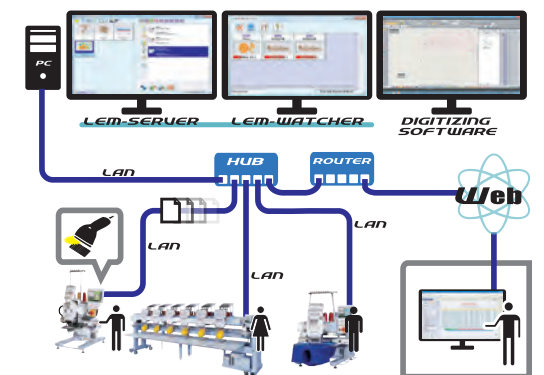 PC
LEM-SERVER
LEM-WATCHER
DIGITIZING
SOFTWARE
HUB
ROUTER
LAN
Web
LAN
LAN
LAN